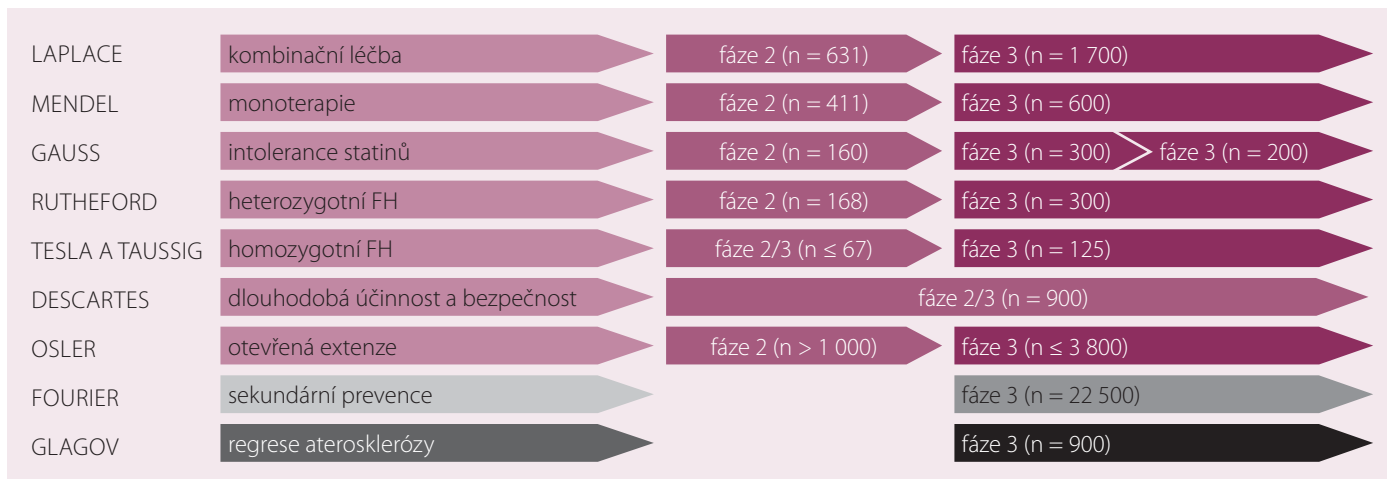 LAPLACE kombinační léčba fáze 2 (n = 631) fáze 3 (n = 1 700)
MENDEL monoterapie fáze 2 (n = 411) fáze 3 (n = 600)
GAUSS intolerance statinů fáze 2 (n = 160) fáze 3 (n = 300) fáze 3 (n = 200)
RUTHEFORD heterozygotní FH fáze 2 (n = 168) fáze 3 (n = 300)
TESLA A TAUSSIG homozygotní FH fáze 2/3 (n ≤ 67) fáze 3 (n = 125)
DESCARTES dlouhodobá účinnost a bezpečnost fáze 2/3 (n = 900)
OSLER otevřená extenze fáze 2 (n > 1 000) fáze 3 (n ≤ 3 800)
FOURIER sekundární prevence fáze 3 (n = 22 500)
GLAGOV regrese aterosklerózy fáze 3 (n = 900)